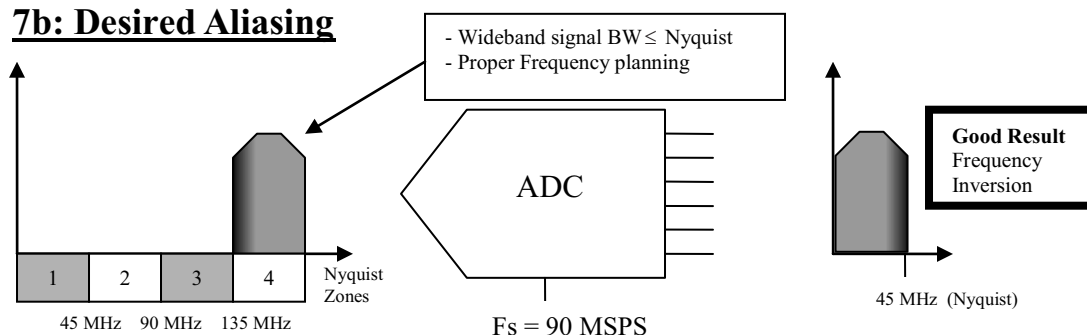 7b: Desired Aliasing
- Wideband signal BW ≤ Nyquist
- Proper Frequency planning
ADC
Good Result
Frequency
Inversion
1 2 3 4
Nyquist
Zones
45 MHz 90 MHz 135 MHz
Fs = 90 MSPS
45 MHz (Nyquist)